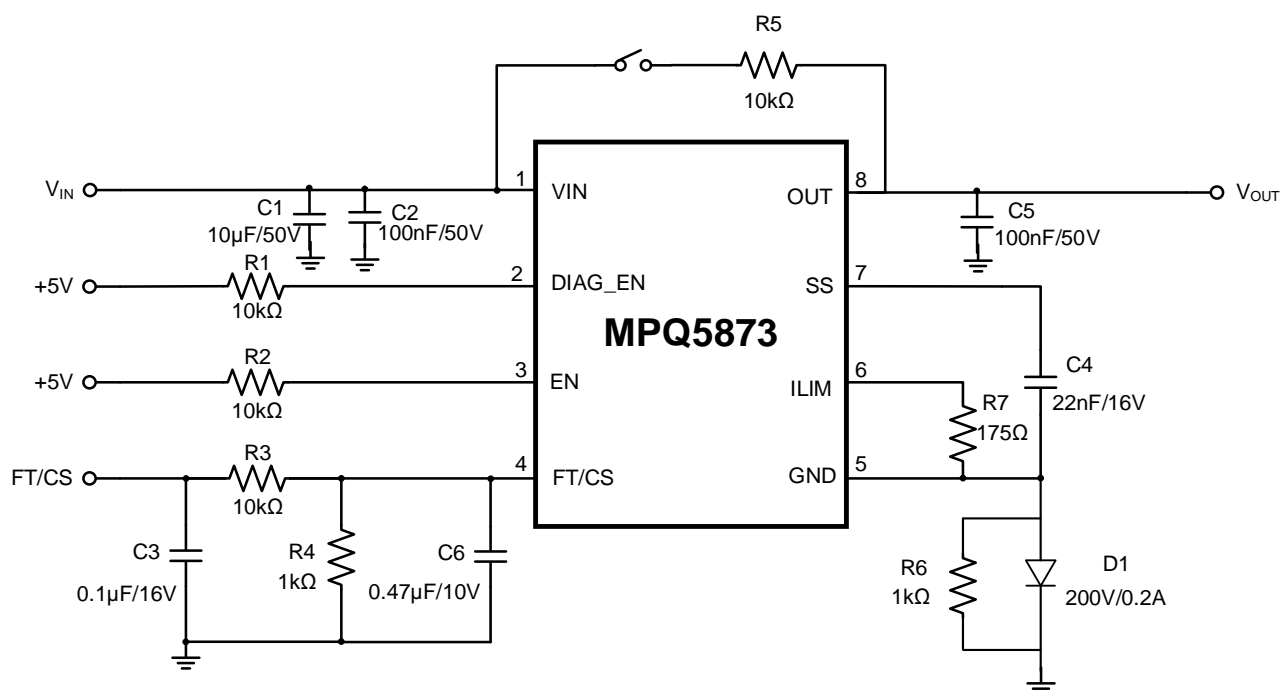 R5
10kΩ
VIN
1
VIN
OUT
8
VOUT
C1
10µF/50V
C2
100nF/50V
C5
100nF/50V
+5V
R1
10kΩ
2
DIAG_EN
SS
7
MPQ5873
+5V
R2
10kΩ
3
EN
ILIM
6
R7
175Ω
C4
22nF/16V
FT/CS
R3
10kΩ
4
FT/CS
GND
5
C3
0.1µF/16V
R4
1kΩ
C6
0.47µF/10V
R6
1kΩ
D1
200V/0.2A